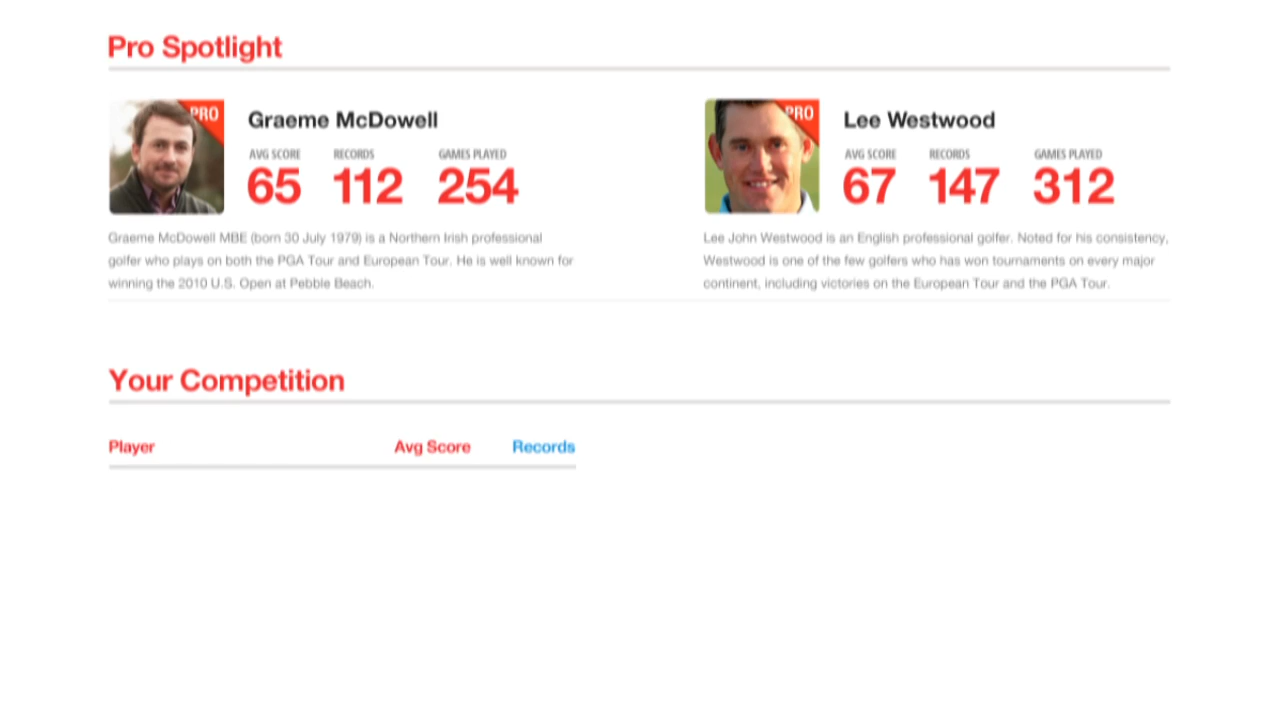 Pro Spotlight
PRO
Graeme McDowell
AVG SCORE RECORDS GAMES PLAYED
65 112 254
Graeme McDowell MBE (born 30 July 1979) is a Northern Irish professional
golfer who plays on both the PGA Tour and European Tour. He is well known for
winning the 2010 U.S. Open at Pebble Beach.
PRO
Lee Westwood
AVG SCORE RECORDS GAMES PLAYED
67 147 312
Lee John Westwood is an English professional golfer. Noted for his consistency,
Westwood is one of the few golfers who has won tournaments on every major
continent, including victories on the European Tour and the PGA Tour.
Your Competition
Player Avg Score Records